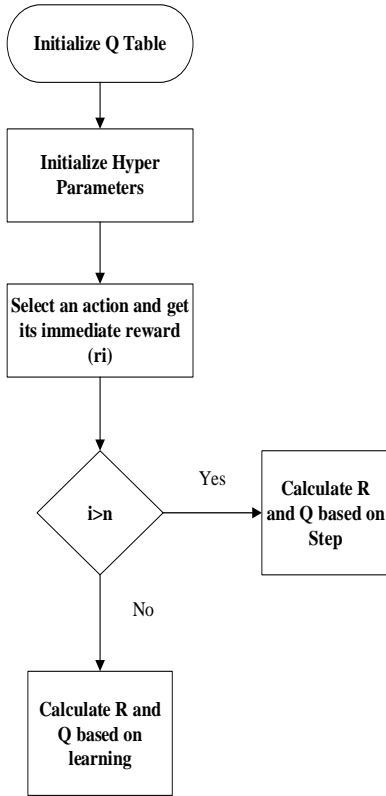 Initialize Q Table
Initialize Hyper
Parameters
Select an action and get
its immediate reward
(ri)
i>n
Yes
Calculate R
and Q based on
Step
No
Calculate R and
Q based on
learning